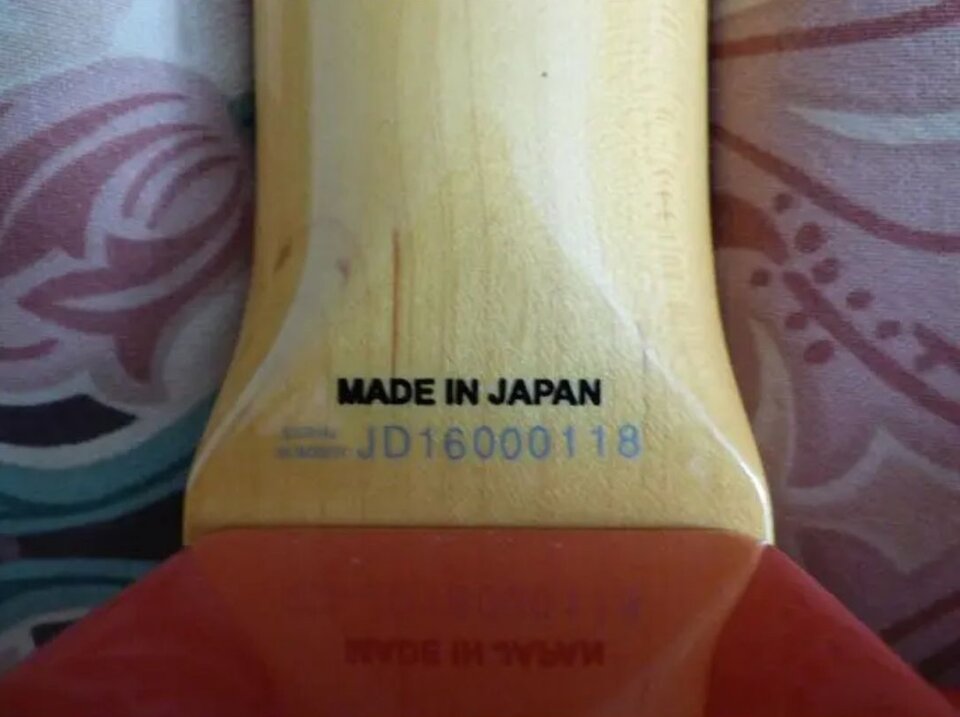 MADE IN JAPAN
SERIAL
NUMBER JD16000118